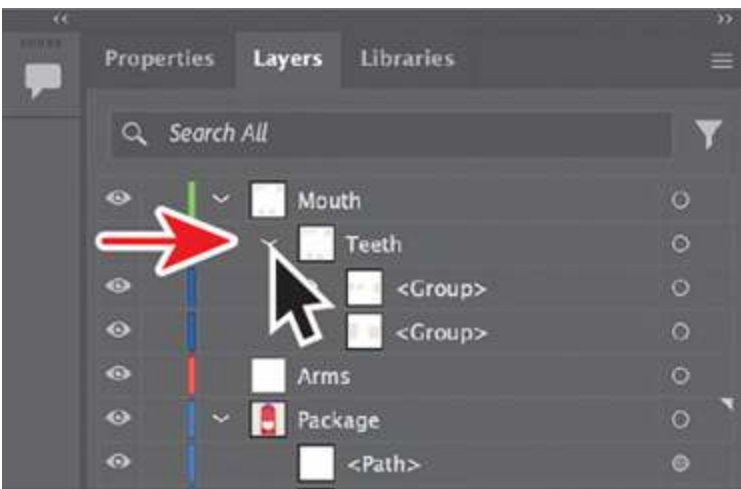 Properties Layers Libraries
Search All
Mouth
Teeth
<Group>
<Group>
Arms
Package
<Path>